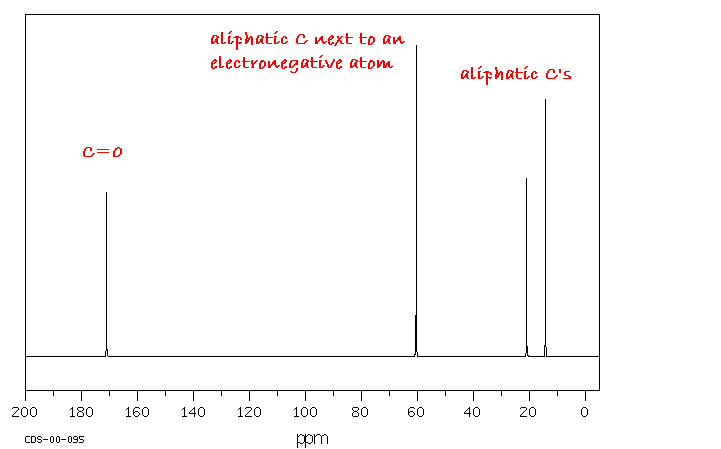 aliphatic C next to an
electronegative atom
aliphatic C's
C=O
200 180 160 140 120 100 80 60 40 20 0
CDS-00-095
ppm